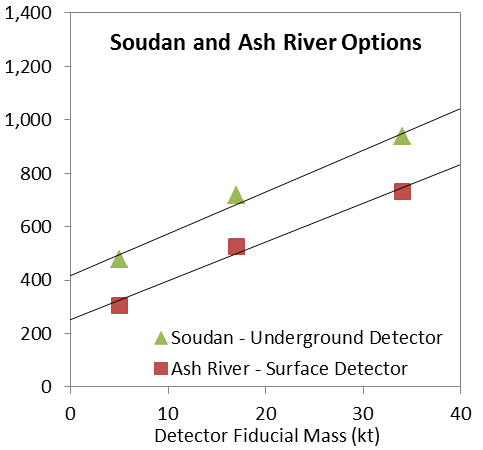 Soudan and Ash River Options
1,400
1,200
1,000
800
600
400
200
0
Soudan - Underground Detector
Ash River - Surface Detector
0 10 20 30 40
Detector Fiducial Mass (kt)